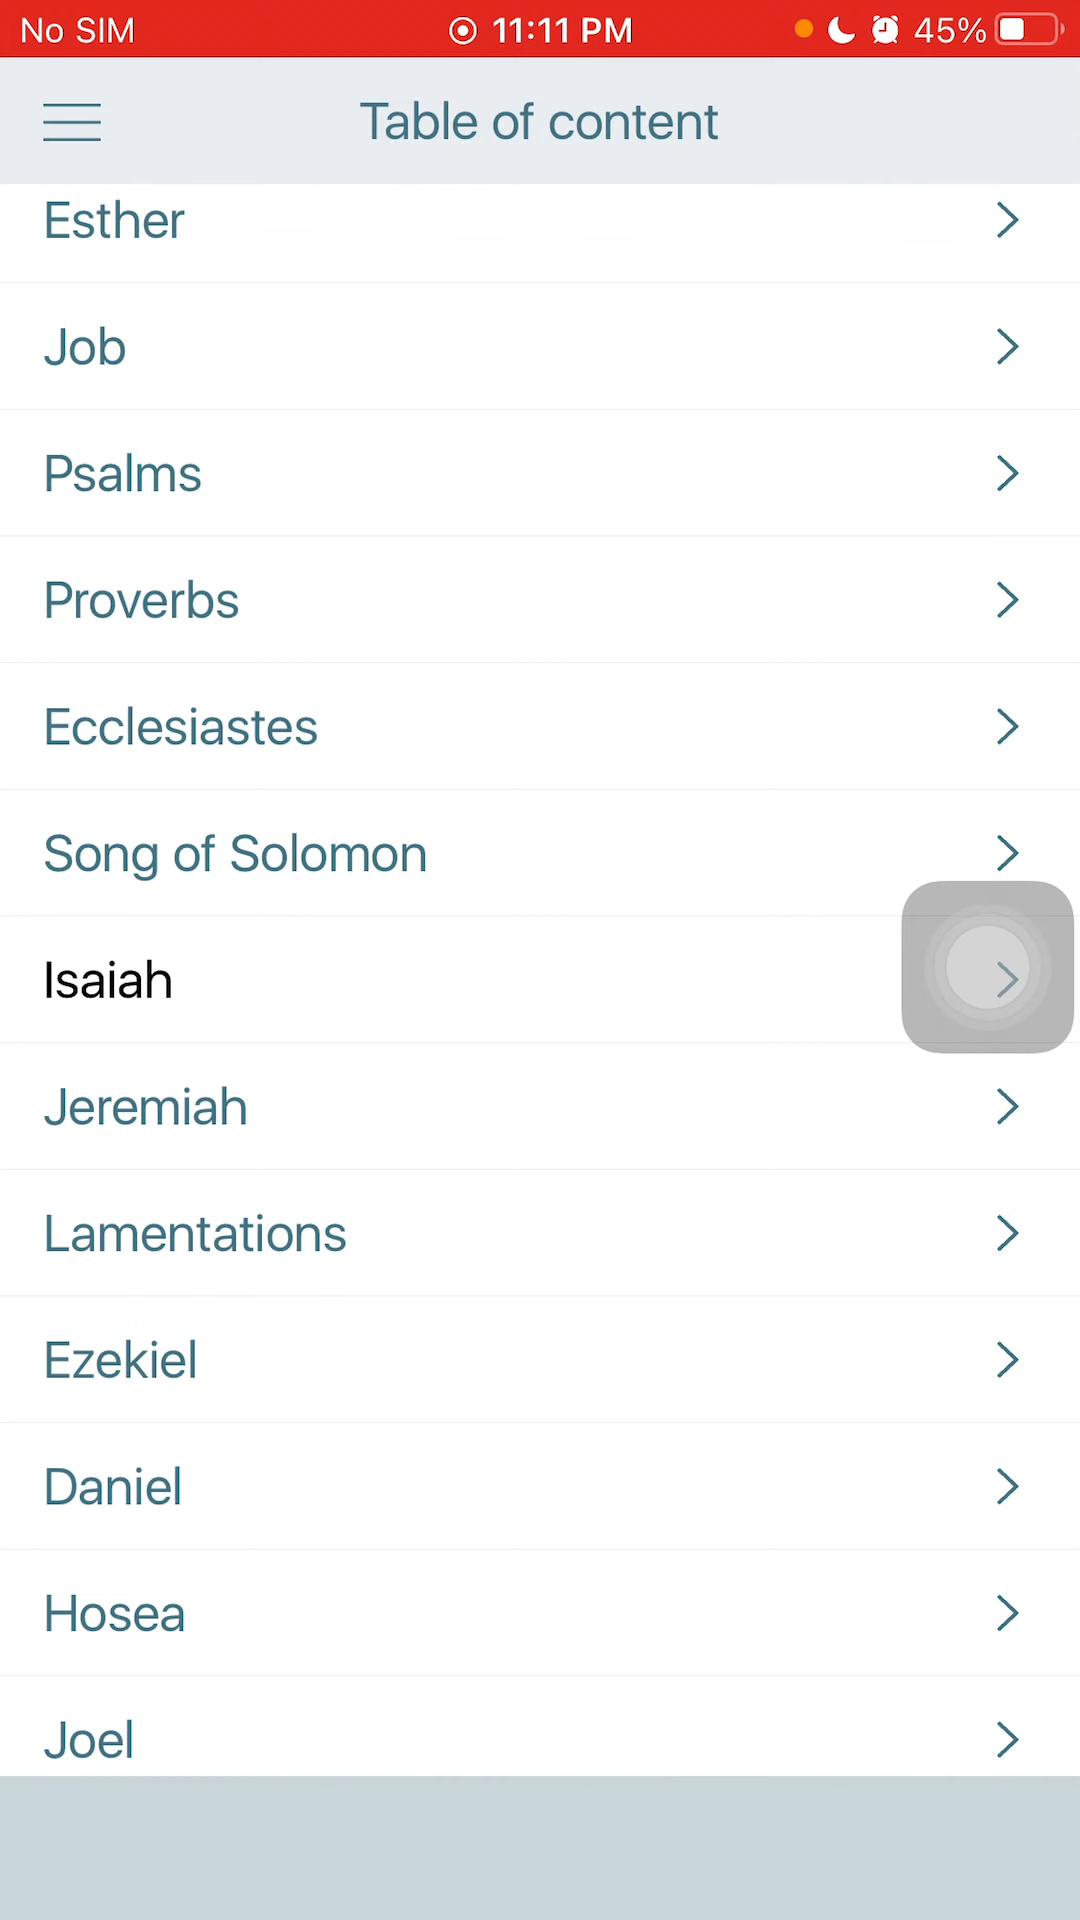 No SIM 11:11 PM 45%
Table of content
Esther
Job
Psalms
Proverbs
Ecclesiastes
Song of Solomon
Isaiah
Jeremiah
Lamentations
Ezekiel
Daniel
Hosea
Joel